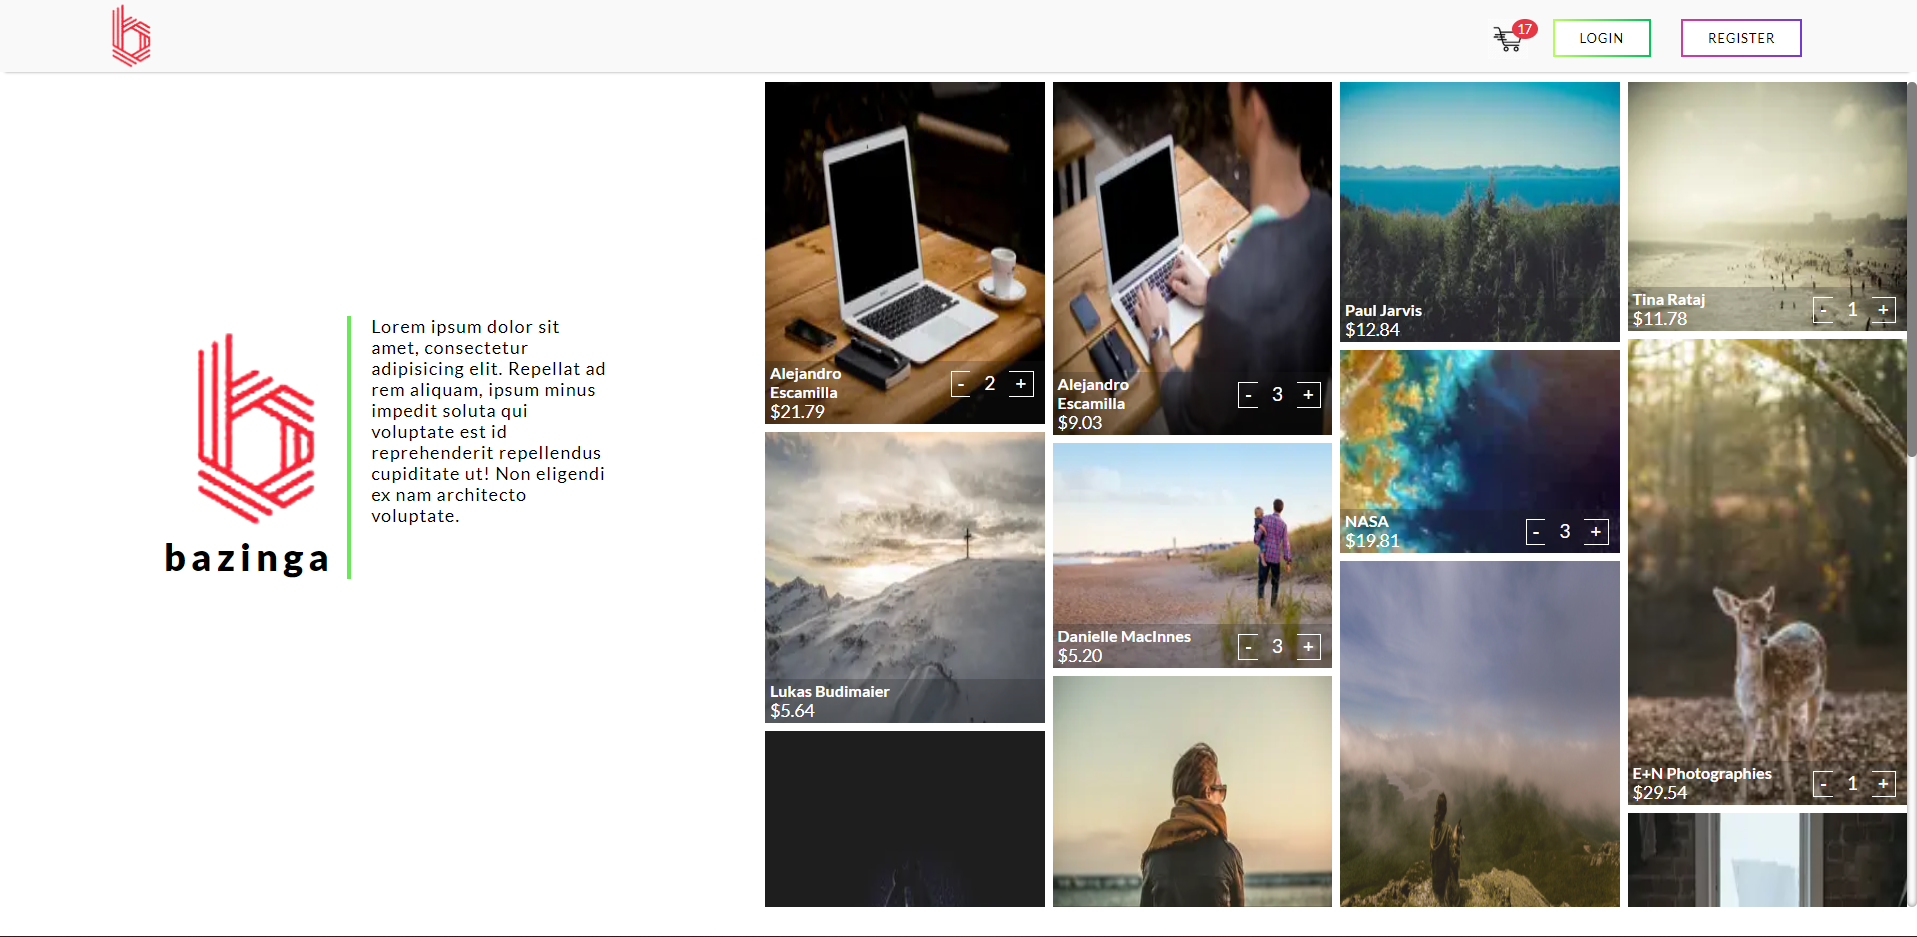 17
LOGIN
REGISTER
bazinga
Lorem ipsum dolor sit
amet, consectetur
adipisicing elit. Repellat ad
rem aliquam, ipsum minus
impedit soluta qui
voluptate est id
reprehenderit repellendus
cupiditate ut! Non eligendi
ex nam architecto
voluptate.
Alejandro
Escamilla
$21.79
- 2 +
Lukas Budimaier
$5.64
Alejandro
Escamilla
$9.03
- 3 +
Danielle MacInnes
$5.20
- 3 +
Paul Jarvis
$12.84
NASA
$19.81
- 3 +
Tina Rataj
$11.78
- 1 +
E+N Photographies
$29.54
- 1 +